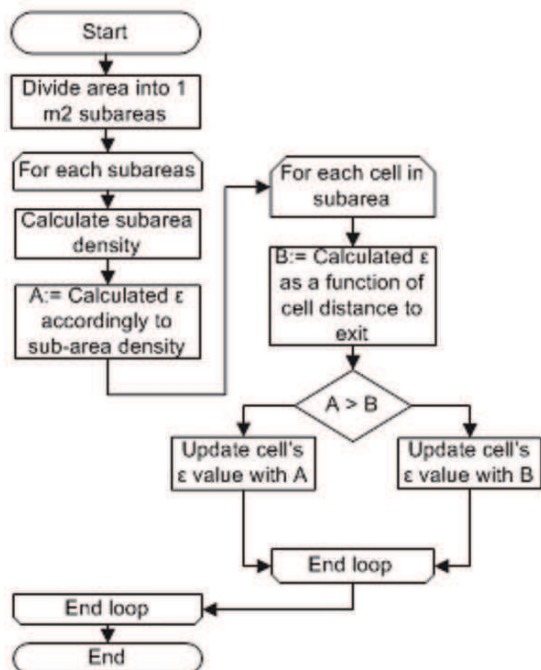 Start
Divide area into 1
m2 subareas
For each subareas
Calculate subarea
density
A:= Calculated ε
accordingly to
sub-area density
For each cell in
subarea
B:= Calculated ε
as a function of
cell distance to
exit
A > B
Update cell's
ε value with A
Update cell's
ε value with B
End loop
End loop
End